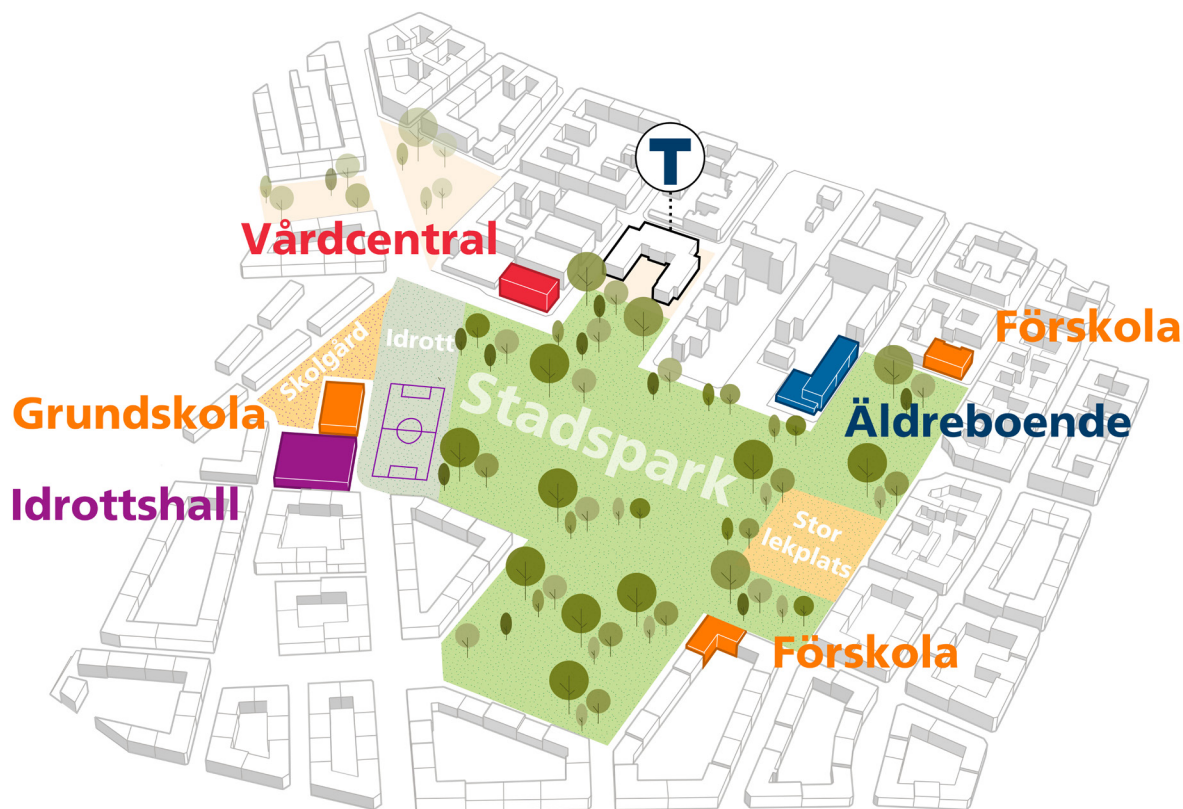 T
Vårdcentral
Förskola
Skolgård
Idrott
Stadspark
Grundskola
Äldreboende
Idrottshall
Stor
lekplats
Förskola